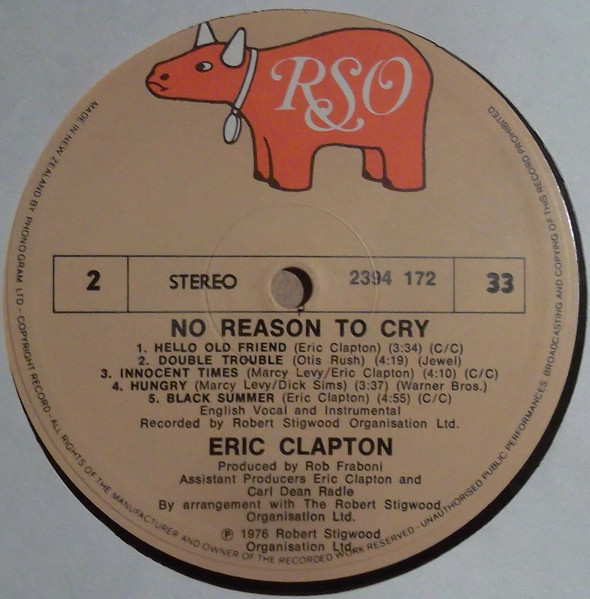 RSO
2
STEREO
2394 172
33
NO REASON TO CRY
1. HELLO OLD FRIEND (Eric Clapton) (3:34) (C/C)
2. DOUBLE TROUBLE (Otis Rush) (4:19) (Jewel)
3. INNOCENT TIMES (Marcy Levy/Eric Clapton) (4:10) (C/C)
4. HUNGRY (Marcy Levy/Dick Sims) (3:37) (Warner Bros.)
5. BLACK SUMMER (Eric Clapton) (4:55) (C/C)
English Vocal and Instrumental
Recorded by Robert Stigwood Organisation Ltd.
ERIC CLAPTON
Produced by Rob Fraboni
Assistant Producers Eric Clapton and
Carl Dean Radle
By arrangement with The Robert Stigwood
Organisation Ltd.
℗ 1976 Robert Stigwood
Organisation Ltd.
MADE IN NEW ZEALAND BY PHONOGRAM LTD - COPYRIGHT RECORD - ALL RIGHTS OF THE MANUFACTURER AND OWNER OF THE RECORDED WORK RESERVED - UNAUTHORISED PUBLIC PERFORMANCES, BROADCASTING AND COPYING OF THIS RECORD PROHIBITED